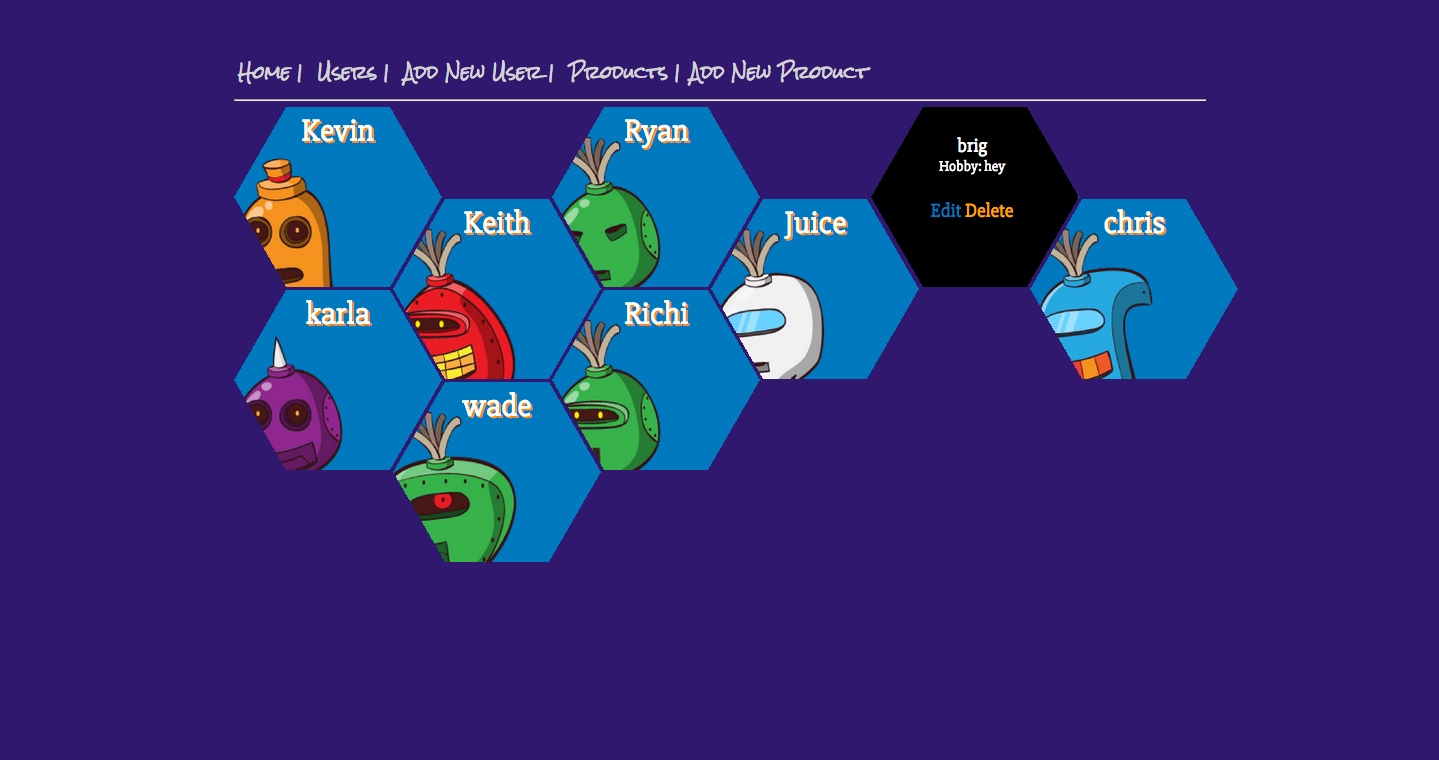 Home | Users | Add New User | Products | Add New Product
Kevin
Ryan
brig
Hobby: hey
Edit Delete
Keith
Juice
chris
karla
Richi
wade